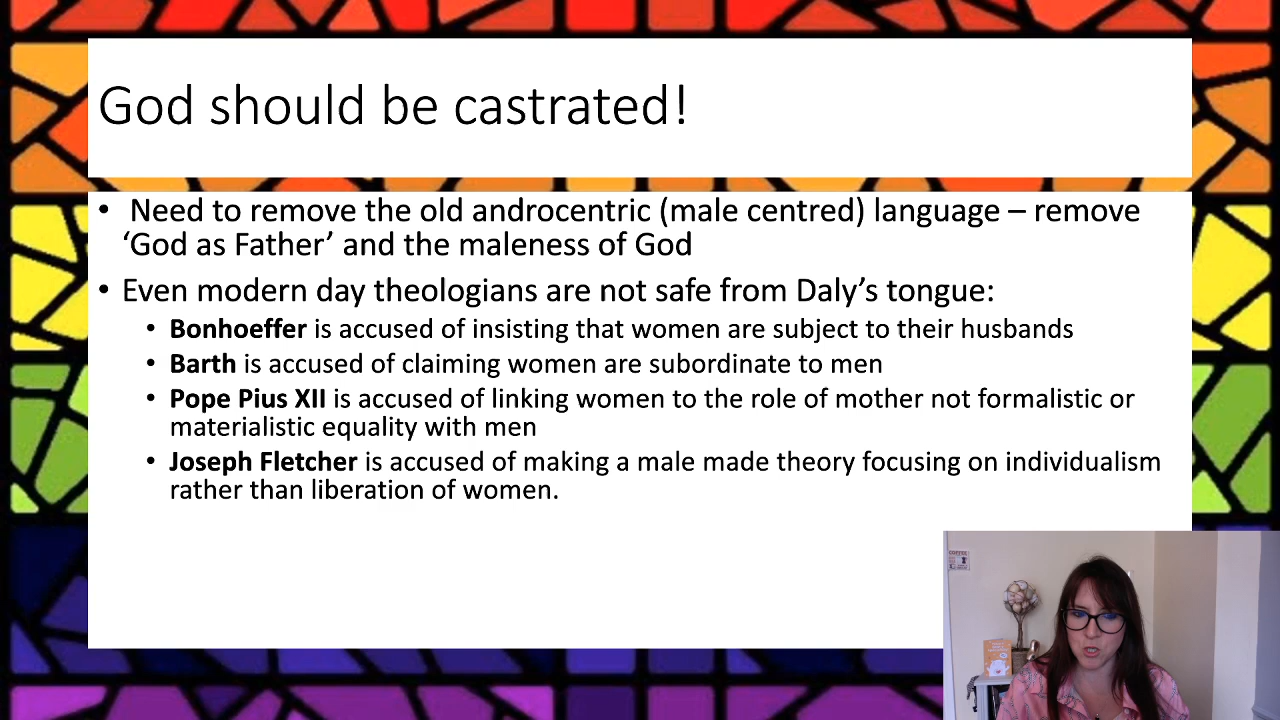 God should be castrated!
• Need to remove the old androcentric (male centred) language – remove
‘God as Father’ and the maleness of God
• Even modern day theologians are not safe from Daly’s tongue:
• Bonhoeffer is accused of insisting that women are subject to their husbands
• Barth is accused of claiming women are subordinate to men
• Pope Pius XII is accused of linking women to the role of mother not formalistic or
materialistic equality with men
• Joseph Fletcher is accused of making a male made theory focusing on individualism
rather than liberation of women.